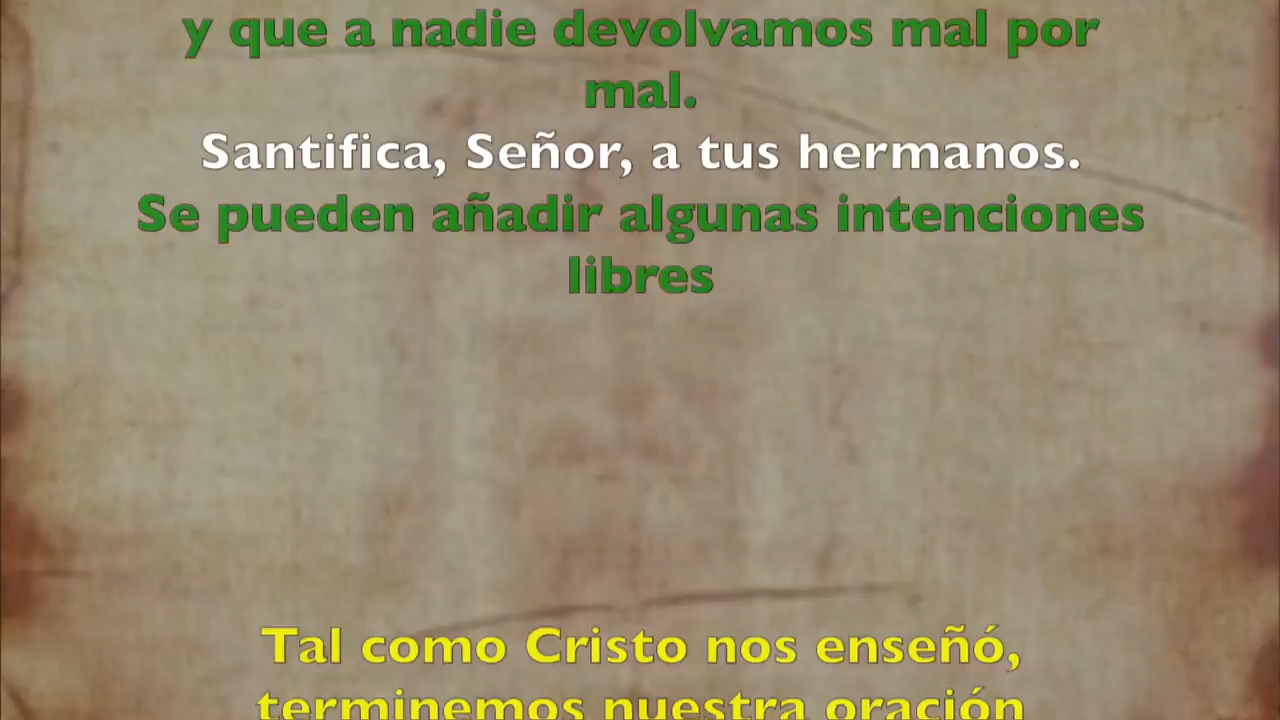 y que a nadie devolvamos mal por
mal.
Santifica, Señor, a tus hermanos.
Se pueden añadir algunas intenciones
libres
Tal como Cristo nos enseñó,
terminemos nuestra oración